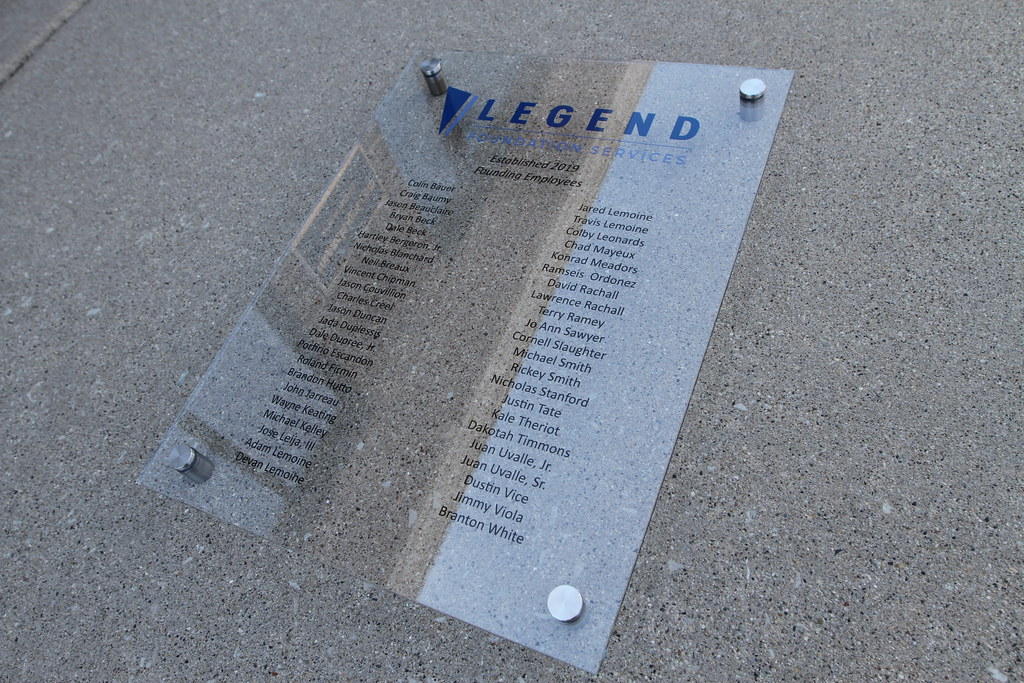 LEGEND
FOUNDATION SERVICES
Established 2019
Founding Employees
Colin Bauer
Craig Baumy
Jason Beauclaire
Bryan Beck
Dale Beck
Hartley Bergeron, Jr.
Nicholas Blanchard
Neil Breaux
Vincent Chipman
Jason Couvillion
Charles Creel
Jason Duncan
Jada Duplessis
Dale Dupree, Jr.
Porfirio Escandon
Roland Firmin
Brandon Hutto
John Jarreau
Wayne Keating
Michael Kelley
Jose Leija, III
Adam Lemoine
Devan Lemoine
Jared Lemoine
Travis Lemoine
Colby Leonards
Chad Mayeux
Konrad Meadors
Ramseis Ordonez
David Rachall
Lawrence Rachall
Terry Ramey
Jo Ann Sawyer
Cornell Slaughter
Michael Smith
Rickey Smith
Nicholas Stanford
Justin Tate
Kale Theriot
Dakotah Timmons
Juan Uvalle, Jr.
Juan Uvalle, Sr.
Dustin Vice
Jimmy Viola
Branton White